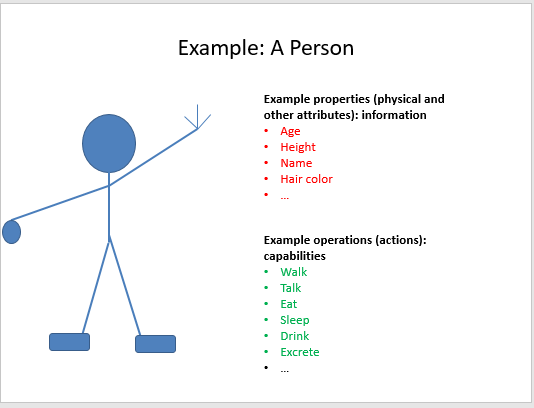 Example: A Person
Example properties (physical and
other attributes): information
• Age
• Height
• Name
• Hair color
• ...
Example operations (actions):
capabilities
• Walk
• Talk
• Eat
• Sleep
• Drink
• Excrete
• ...